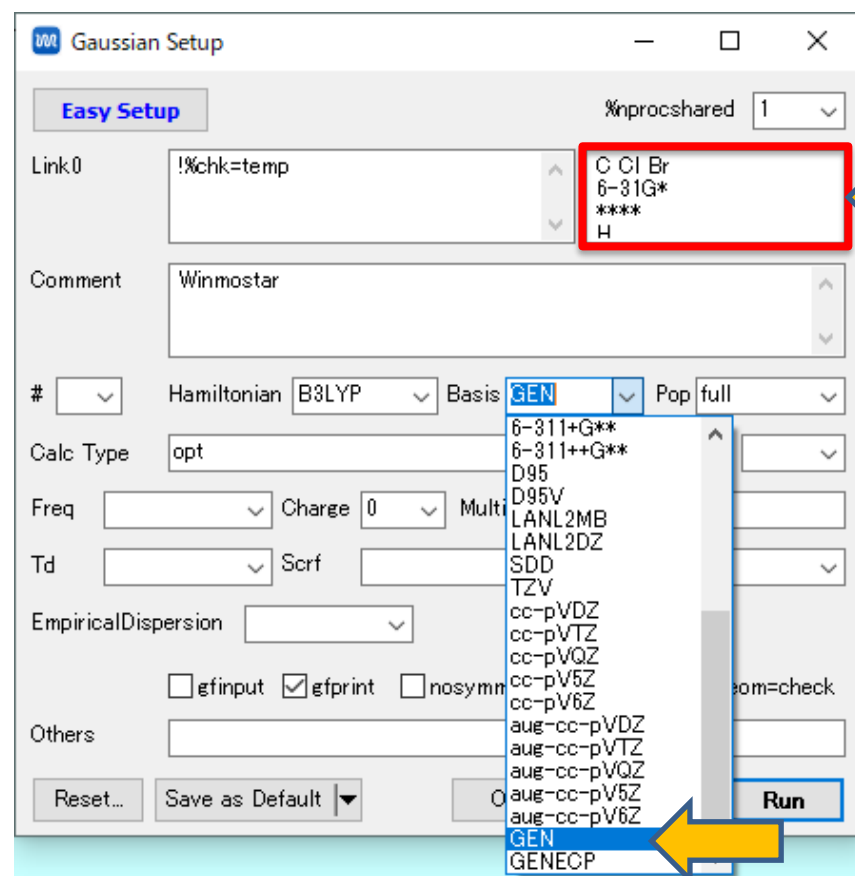 Gaussian Setup
Easy Setup
%nprocshared 1
Link0
!%chk=temp
C Cl Br
6-31G*
****
H
Comment
Winmostar
# Hamiltonian B3LYP Basis GEN Pop full
6-311+G**
6-311++G**
Calc Type opt
D95
D95V
Freq Charge 0 Multi
LANL2MB
LANL2DZ
Td Scrf
SDD
TZV
cc-pVDZ
EmpiricalDispersion
cc-pVTZ
cc-pVQZ
cc-pV5Z
gfinput gfprint nosymm eom=check
cc-pV6Z
aug-cc-pVDZ
Others
aug-cc-pVTZ
aug-cc-pVQZ
aug-cc-pV5Z
Reset... Save as Default O Run
aug-cc-pV6Z
GEN
GENECP